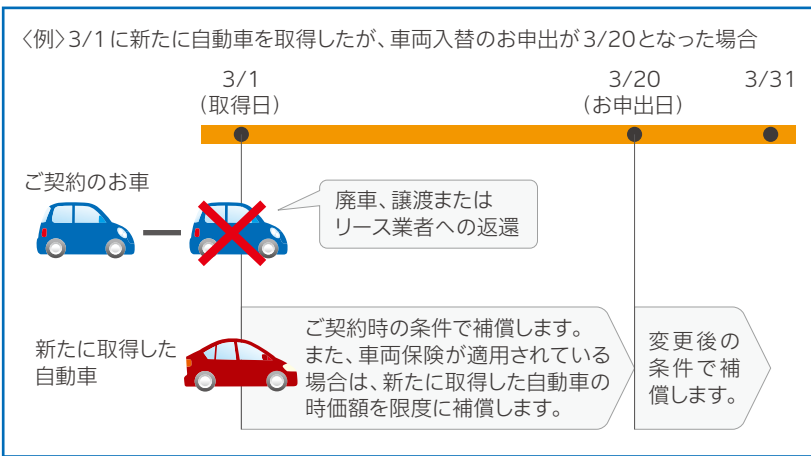 〈例〉3/1に新たに自動車を取得したが、車両入替のお申出が3/20となった場合
3/1
（取得日）
3/20
（お申出日）
3/31
ご契約のお車
廃車、譲渡または
リース業者への返還
新たに取得した
自動車
ご契約時の条件で補償します。
また、車両保険が適用されている
場合は、新たに取得した自動車の
時価額を限度に補償します。
変更後の
条件で補
償します。